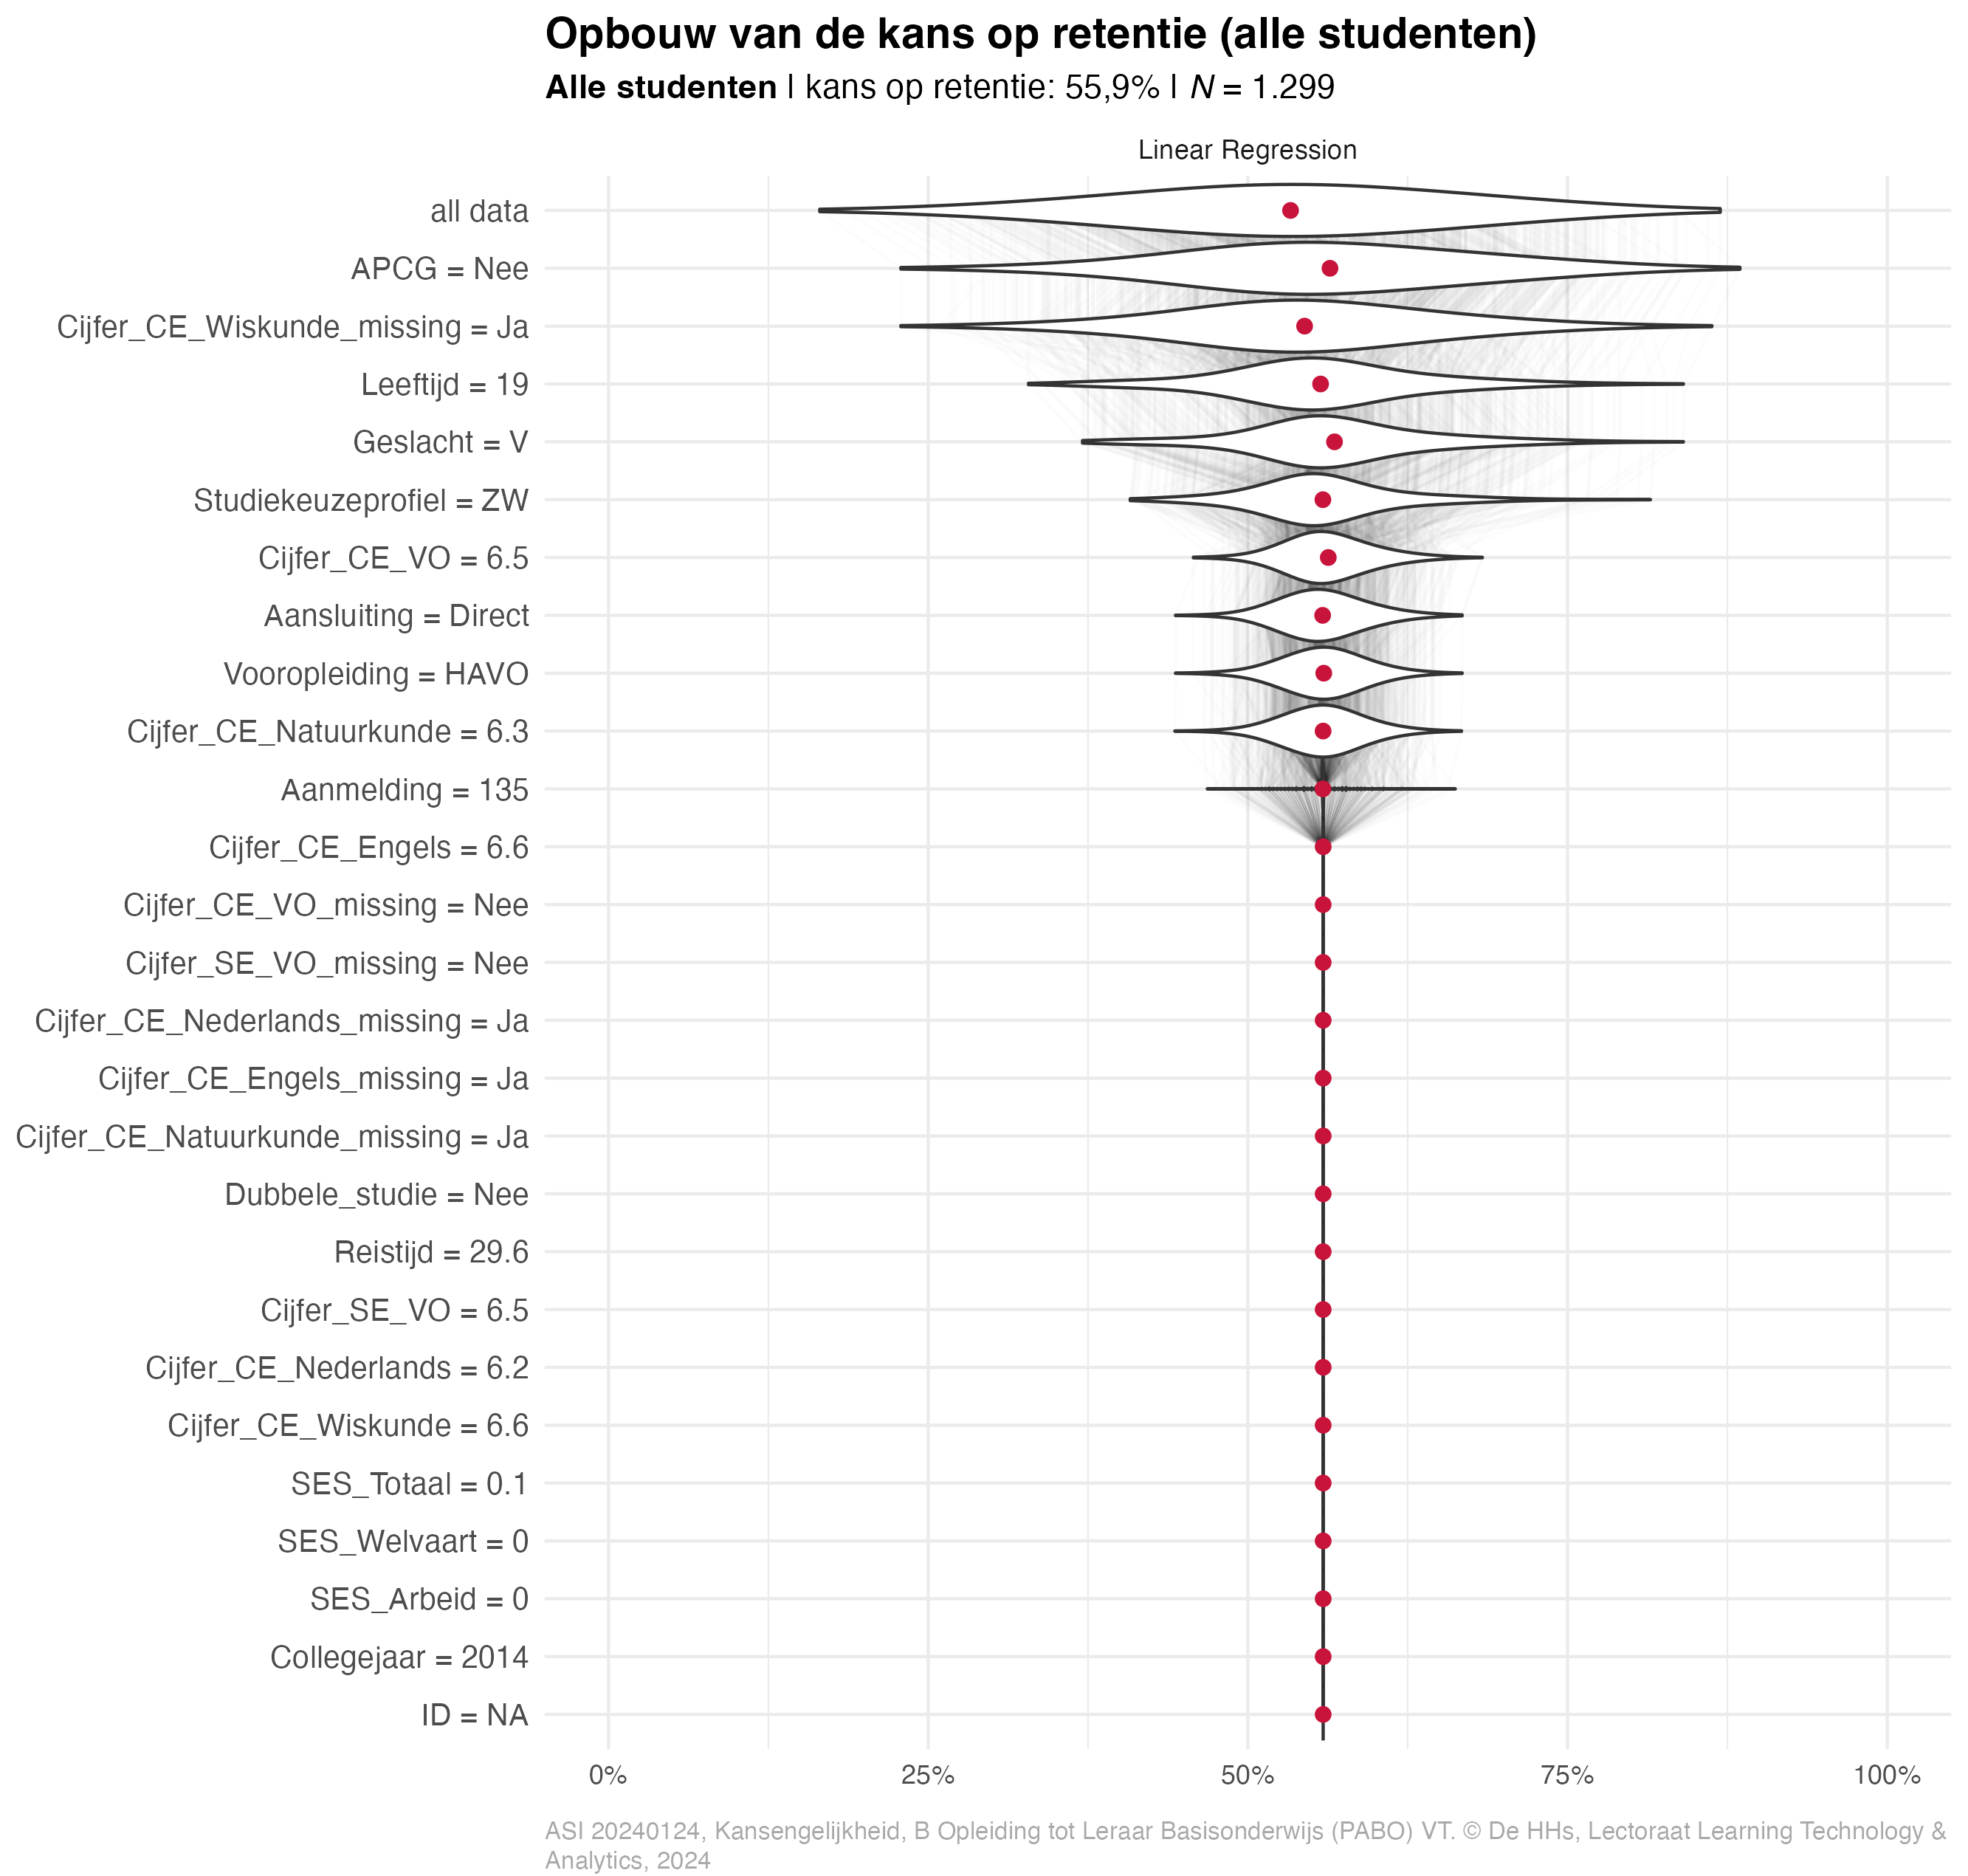 Opbouw van de kans op retentie (alle studenten)
Alle studenten | kans op retentie: 55,9% | N = 1.299
Linear Regression
all data
APCG = Nee
Cijfer_CE_Wiskunde_missing = Ja
Leeftijd = 19
Geslacht = V
Studiekeuzeprofiel = ZW
Cijfer_CE_VO = 6.5
Aansluiting = Direct
Vooropleiding = HAVO
Cijfer_CE_Natuurkunde = 6.3
Aanmelding = 135
Cijfer_CE_Engels = 6.6
Cijfer_CE_VO_missing = Nee
Cijfer_SE_VO_missing = Nee
Cijfer_CE_Nederlands_missing = Ja
Cijfer_CE_Engels_missing = Ja
Cijfer_CE_Natuurkunde_missing = Ja
Dubbele_studie = Nee
Reistijd = 29.6
Cijfer_SE_VO = 6.5
Cijfer_CE_Nederlands = 6.2
Cijfer_CE_Wiskunde = 6.6
SES_Totaal = 0.1
SES_Welvaart = 0
SES_Arbeid = 0
Collegejaar = 2014
ID = NA
0% 25% 50% 75% 100%
ASI 20240124, Kansengelijkheid, B Opleiding tot Leraar Basisonderwijs (PABO) VT. © De HHs, Lectoraat Learning Technology &
Analytics, 2024